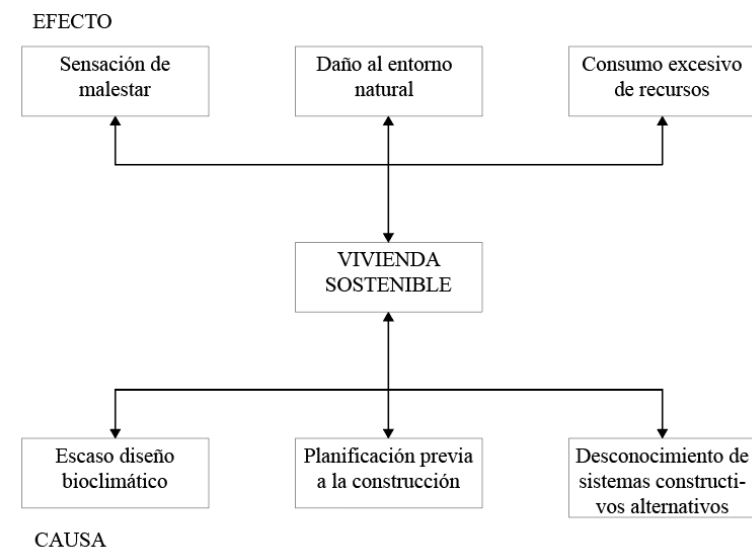 EFECTO
Sensación de
malestar
Daño al entorno
natural
Consumo excesivo
de recursos
VIVIENDA
SOSTENIBLE
Escaso diseño
bioclimático
Planificación previa
a la construcción
Desconocimiento de
sistemas constructi-
vos alternativos
CAUSA